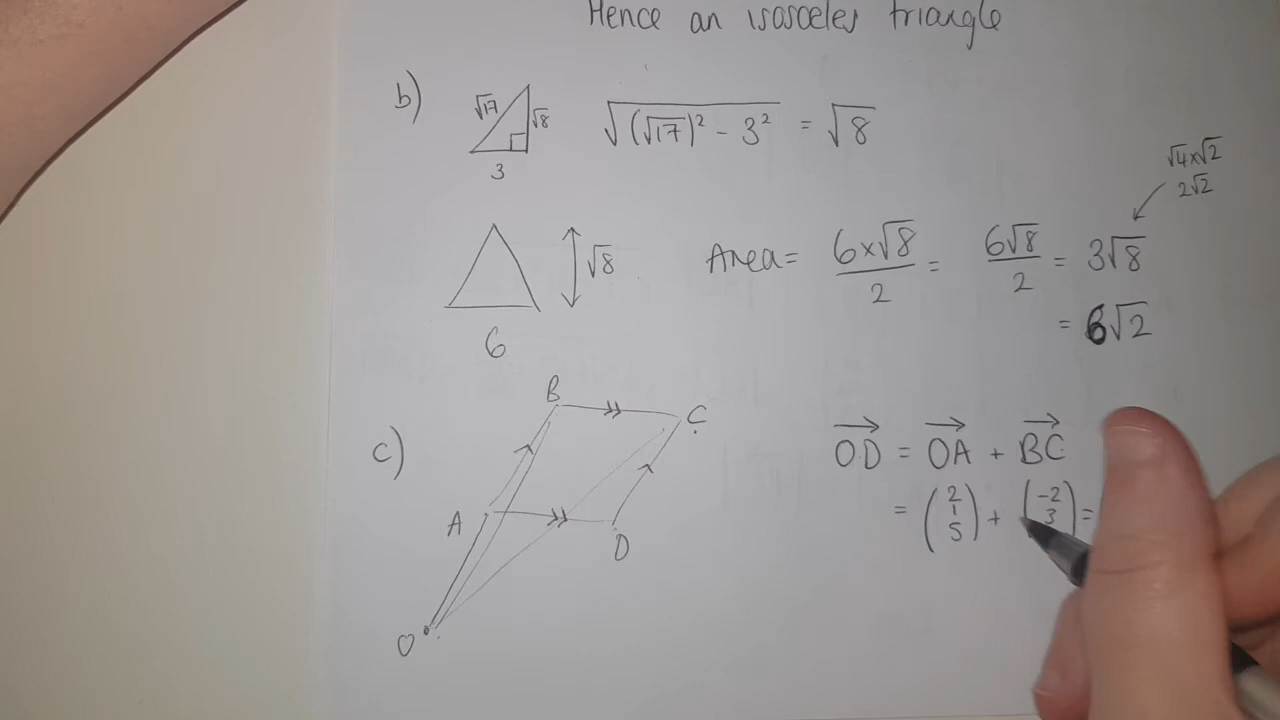 Hence an isosceles triangle
b)
√17
√8
3
√((√17)² - 3²) = √8
√4×√2
2√2
√8
6
Area = 6×√8/2 = 6√8/2 = 3√8
= 6√2
c)
B
C
A
D
O
OD = OA + BC
= (2 1 5) + (-2 3) =